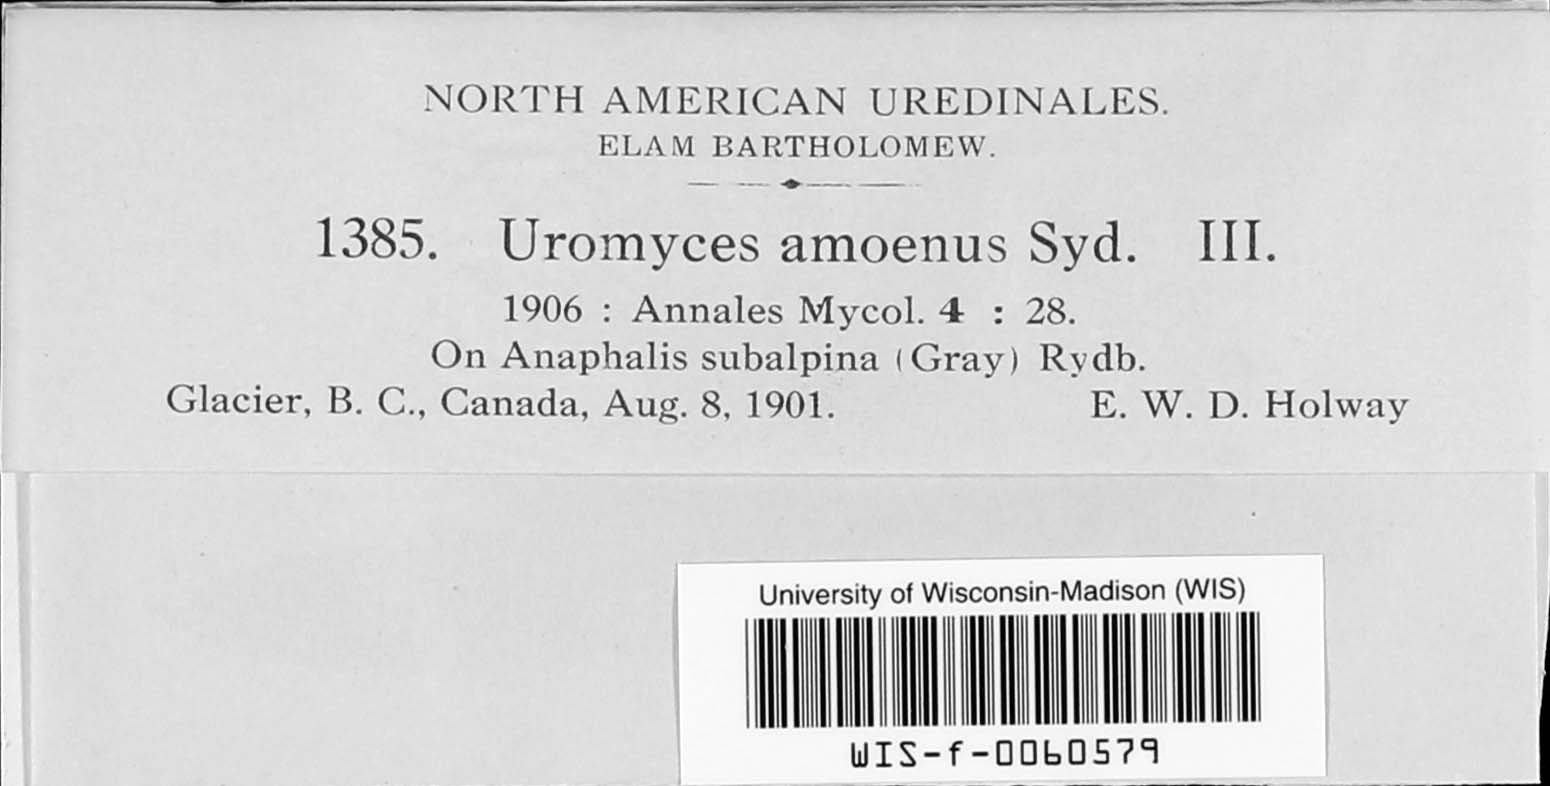 NORTH AMERICAN UREDINALES.
ELAM BARTHOLOMEW.
1385. Uromyces amoenus Syd. III.
1906 : Annales Mycol. 4 : 28.
On Anaphalis subalpina (Gray) Rydb.
Glacier, B. C., Canada, Aug. 8, 1901. E. W. D. Holway
University of Wisconsin-Madison (WIS)
WIS-f-0060579